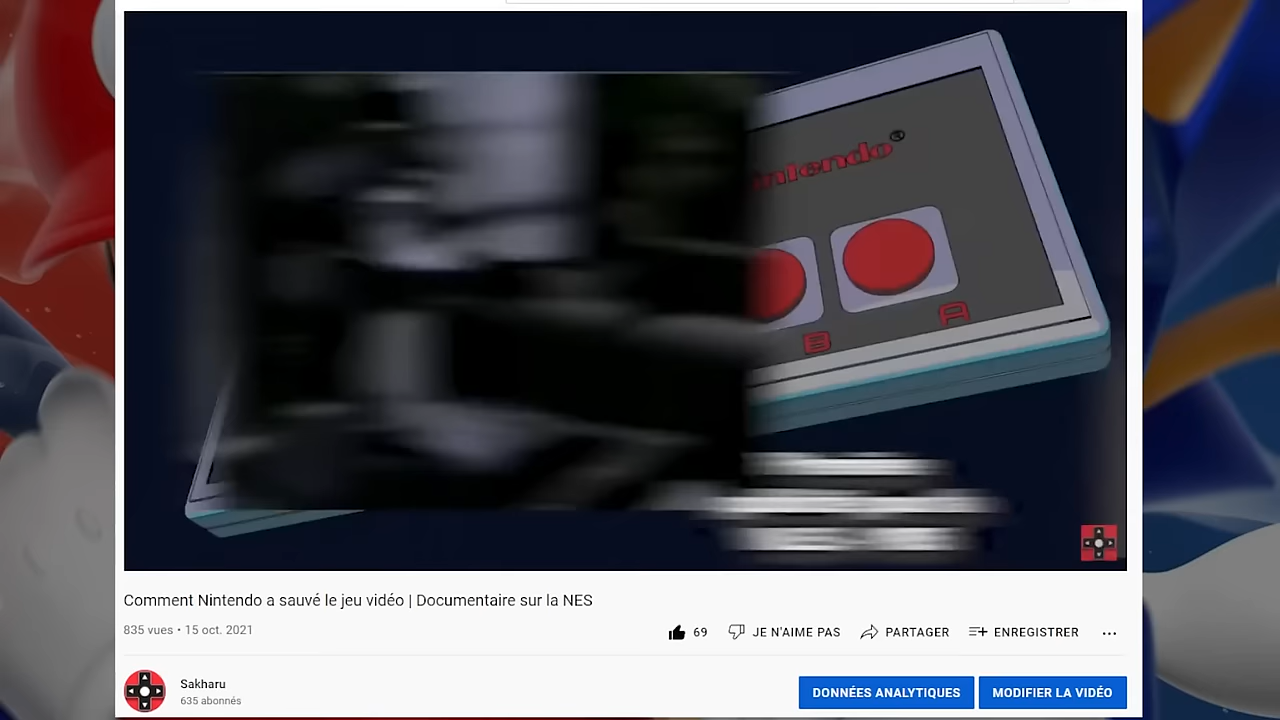 Nintendo®
B A
Comment Nintendo a sauvé le jeu vidéo | Documentaire sur la NES
835 vues • 15 oct. 2021
69 JE N'AIME PAS PARTAGER ENREGISTRER
Sakharu
635 abonnés
DONNÉES ANALYTIQUES MODIFIER LA VIDÉO